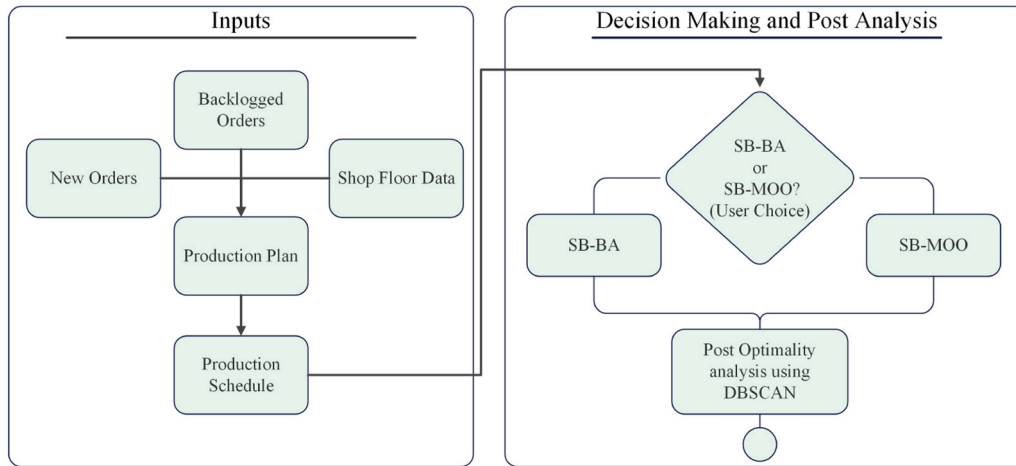 Inputs
Backlogged
Orders
New Orders
Shop Floor Data
Production Plan
Production
Schedule
Decision Making and Post Analysis
SB-BA
or
SB-MOO?
(User Choice)
SB-BA
SB-MOO
Post Optimality
analysis using
DBSCAN